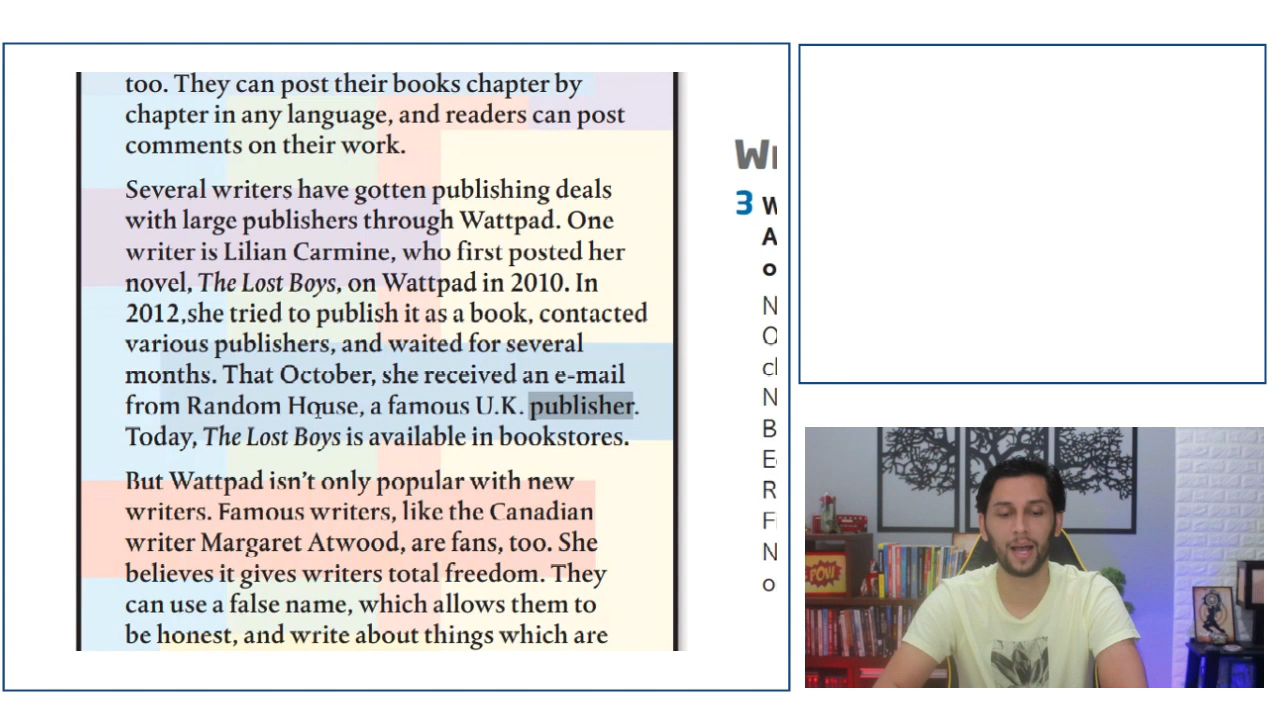 too. They can post their books chapter by
chapter in any language, and readers can post
comments on their work.
Several writers have gotten publishing deals
with large publishers through Wattpad. One
writer is Lilian Carmine, who first posted her
novel, The Lost Boys, on Wattpad in 2010. In
2012,she tried to publish it as a book, contacted
various publishers, and waited for several
months. That October, she received an e-mail
from Random House, a famous U.K. publisher.
Today, The Lost Boys is available in bookstores.
But Wattpad isn't only popular with new
writers. Famous writers, like the Canadian
writer Margaret Atwood, are fans, too. She
believes it gives writers total freedom. They
can use a false name, which allows them to
be honest, and write about things which are
3
POW!